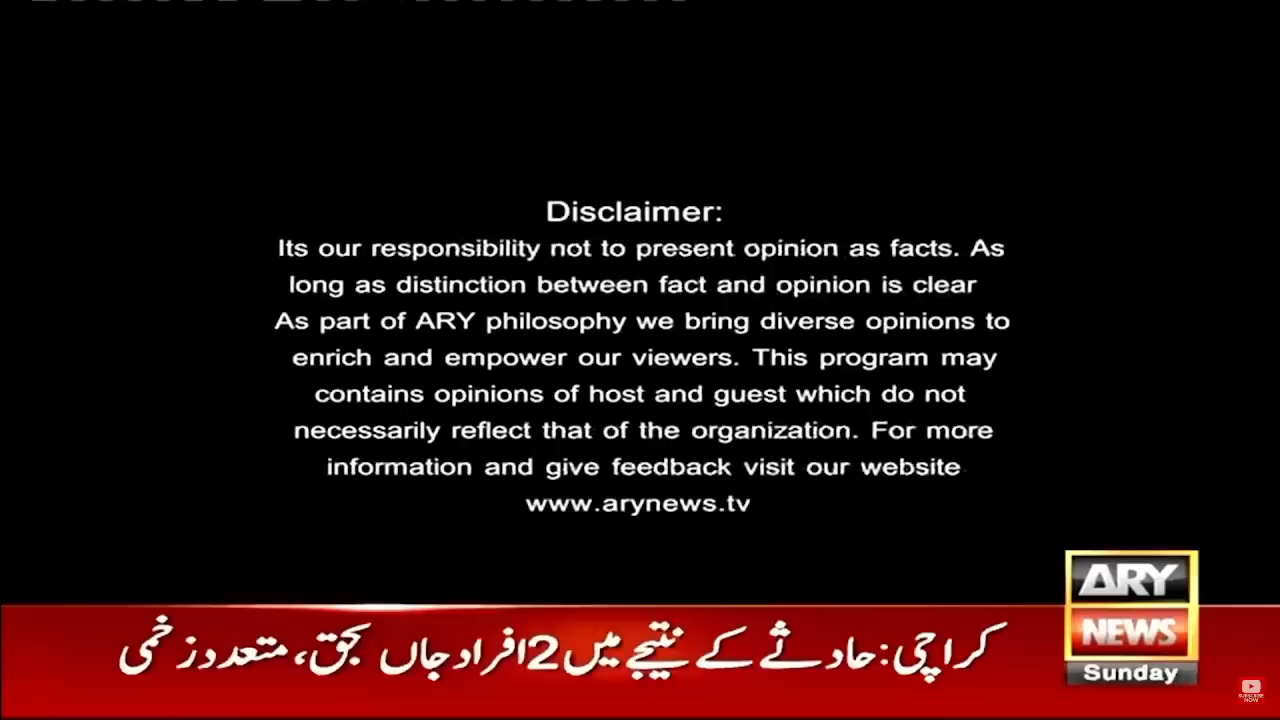 Disclaimer:
Its our responsibility not to present opinion as facts. As
long as distinction between fact and opinion is clear
As part of ARY philosophy we bring diverse opinions to
enrich and empower our viewers. This program may
contains opinions of host and guest which do not
necessarily reflect that of the organization. For more
information and give feedback visit our website
www.arynews.tv
ARY
NEWS
Sunday
کراچی: حادثے کے نتیجے میں 2 افراد جاں بحق، متعدد زخمی
SUBSCRIBE
NOW